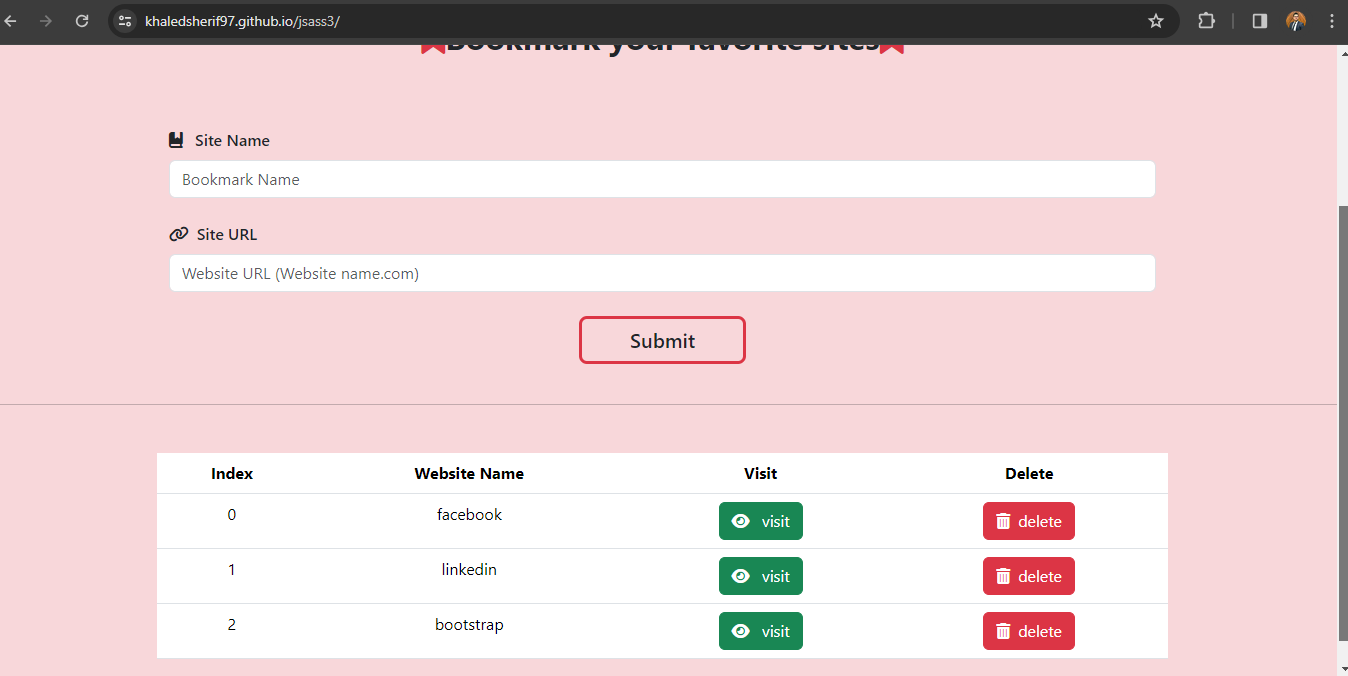 khaledsherif97.github.io/jsass3/
Bookmark your favorite sites
Site Name
Bookmark Name
Site URL
Website URL (Website name.com)
Submit
Index Website Name Visit Delete
0 facebook visit delete
1 linkedin visit delete
2 bootstrap visit delete